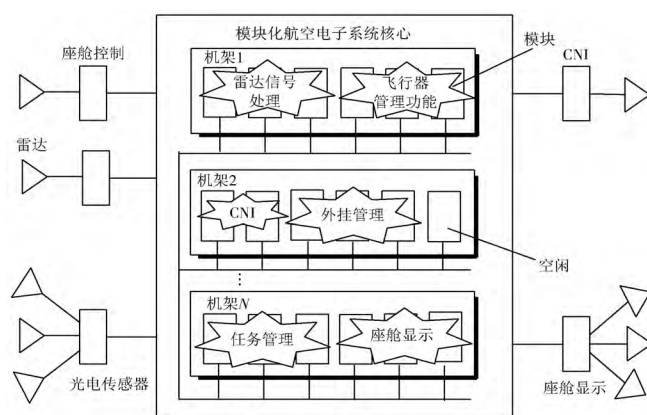 模块化航空电子系统核心
座舱控制
雷达
光电传感器
机架1
雷达信号
处理
飞行器
管理功能
模块
CNI
机架2
CNI
外挂管理
空闲
⋮
机架N
任务管理
座舱显示
座舱显示